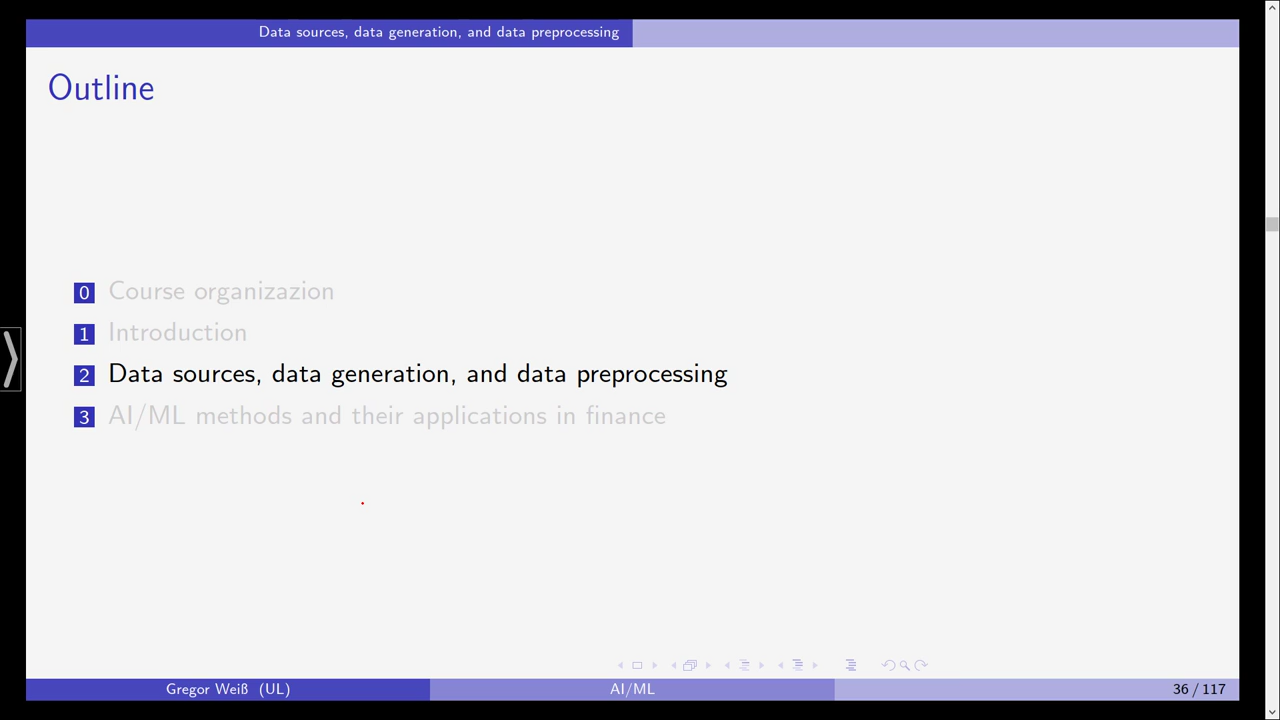 Data sources, data generation, and data preprocessing
Outline
0 Course organizazion
1 Introduction
2 Data sources, data generation, and data preprocessing
3 AI/ML methods and their applications in finance
Gregor Weiß (UL)
AI/ML
36 / 117